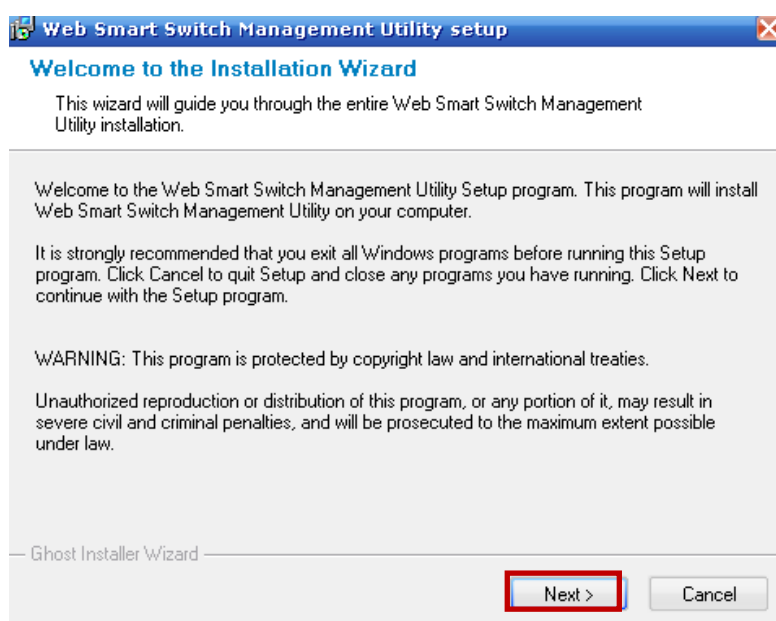 Web Smart Switch Management Utility setup
Welcome to the Installation Wizard
This wizard will guide you through the entire Web Smart Switch Management
Utility installation.
Welcome to the Web Smart Switch Management Utility Setup program. This program will install
Web Smart Switch Management Utility on your computer.
It is strongly recommended that you exit all Windows programs before running this Setup
program. Click Cancel to quit Setup and close any programs you have running. Click Next to
continue with the Setup program.
WARNING: This program is protected by copyright law and international treaties.
Unauthorized reproduction or distribution of this program, or any portion of it, may result in
severe civil and criminal penalties, and will be prosecuted to the maximum extent possible
under law.
Ghost Installer Wizard
Next > Cancel